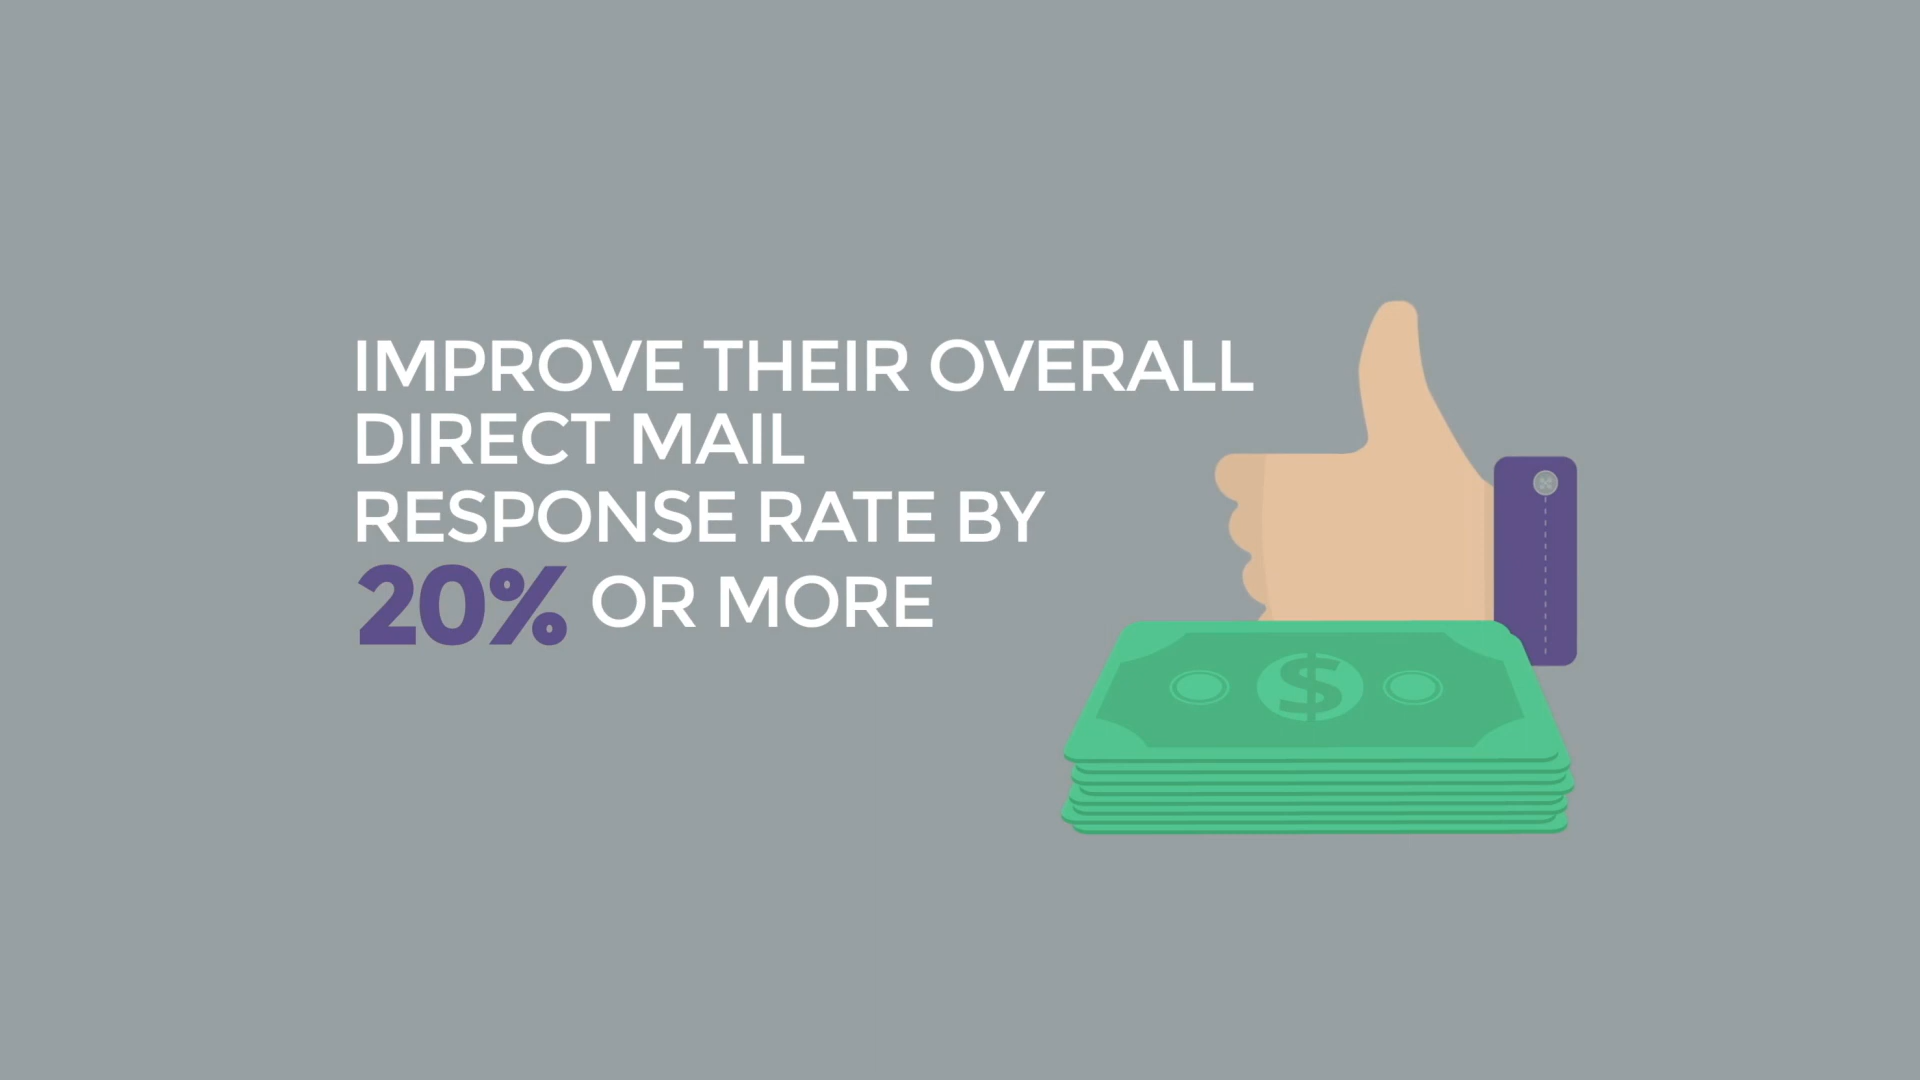 IMPROVE THEIR OVERALL
DIRECT MAIL
RESPONSE RATE BY
20% OR MORE
$